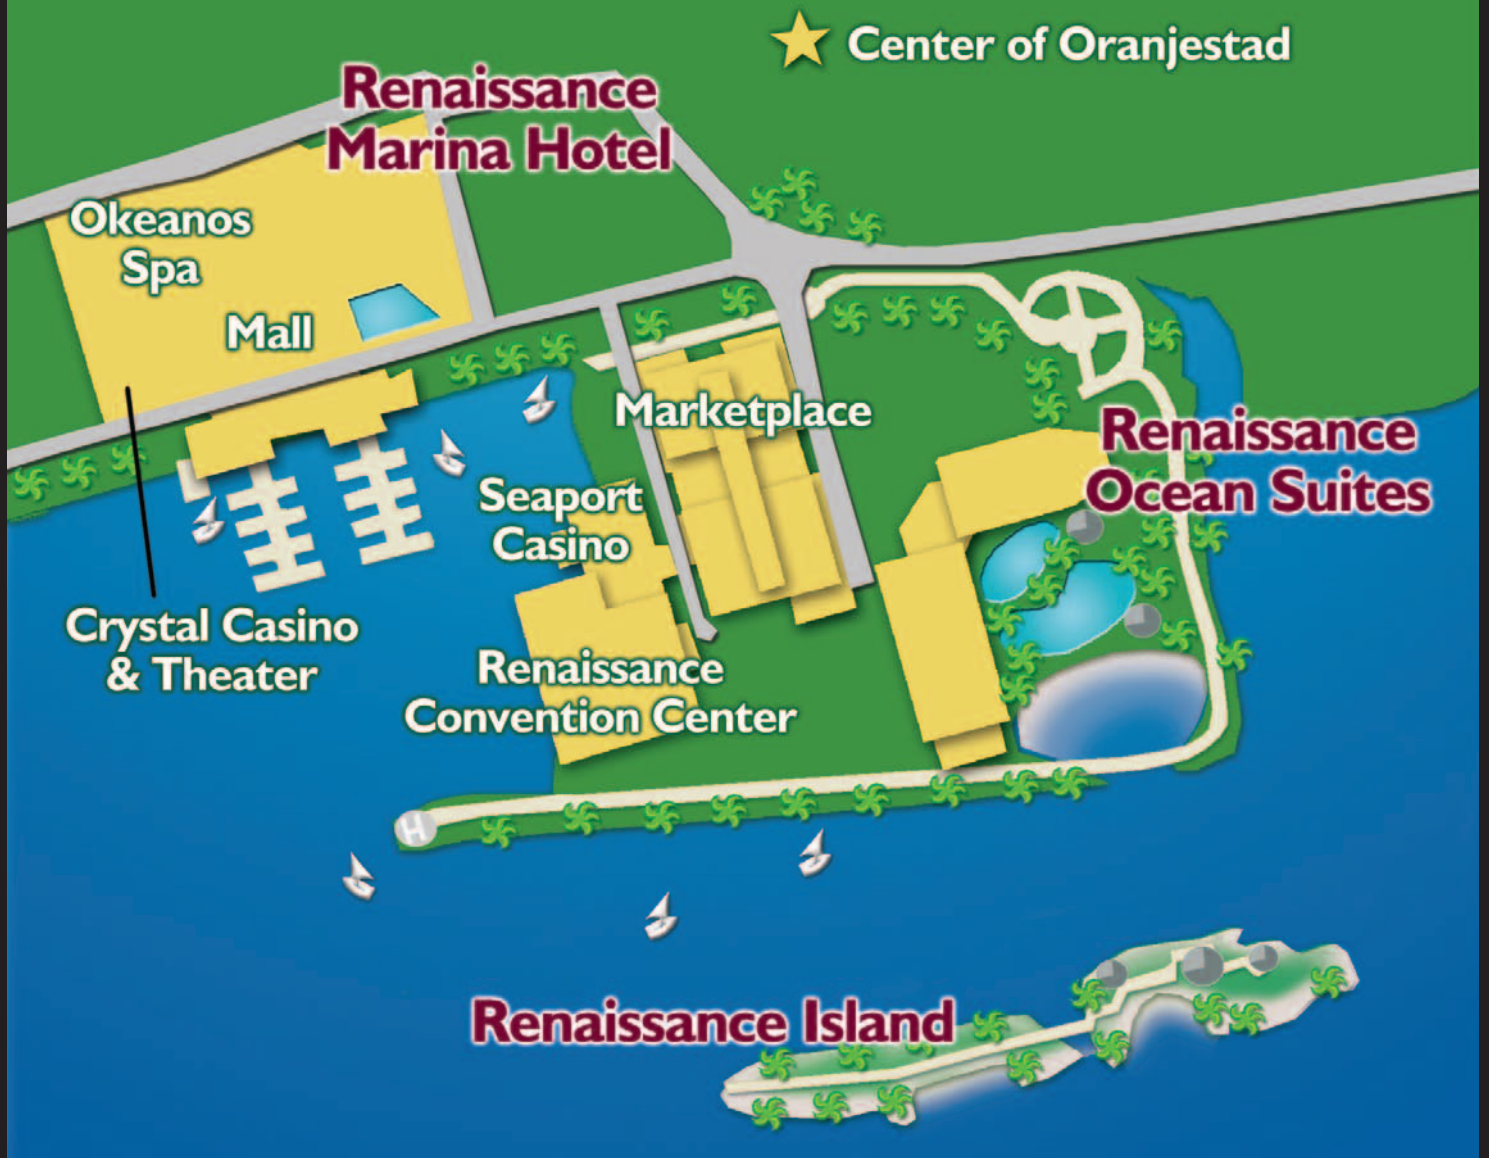 Center of Oranjestad
Renaissance
Marina Hotel
Okeanos
Spa
Mall
Marketplace
Renaissance
Ocean Suites
Seaport
Casino
Crystal Casino
& Theater
Renaissance
Convention Center
H
Renaissance Island